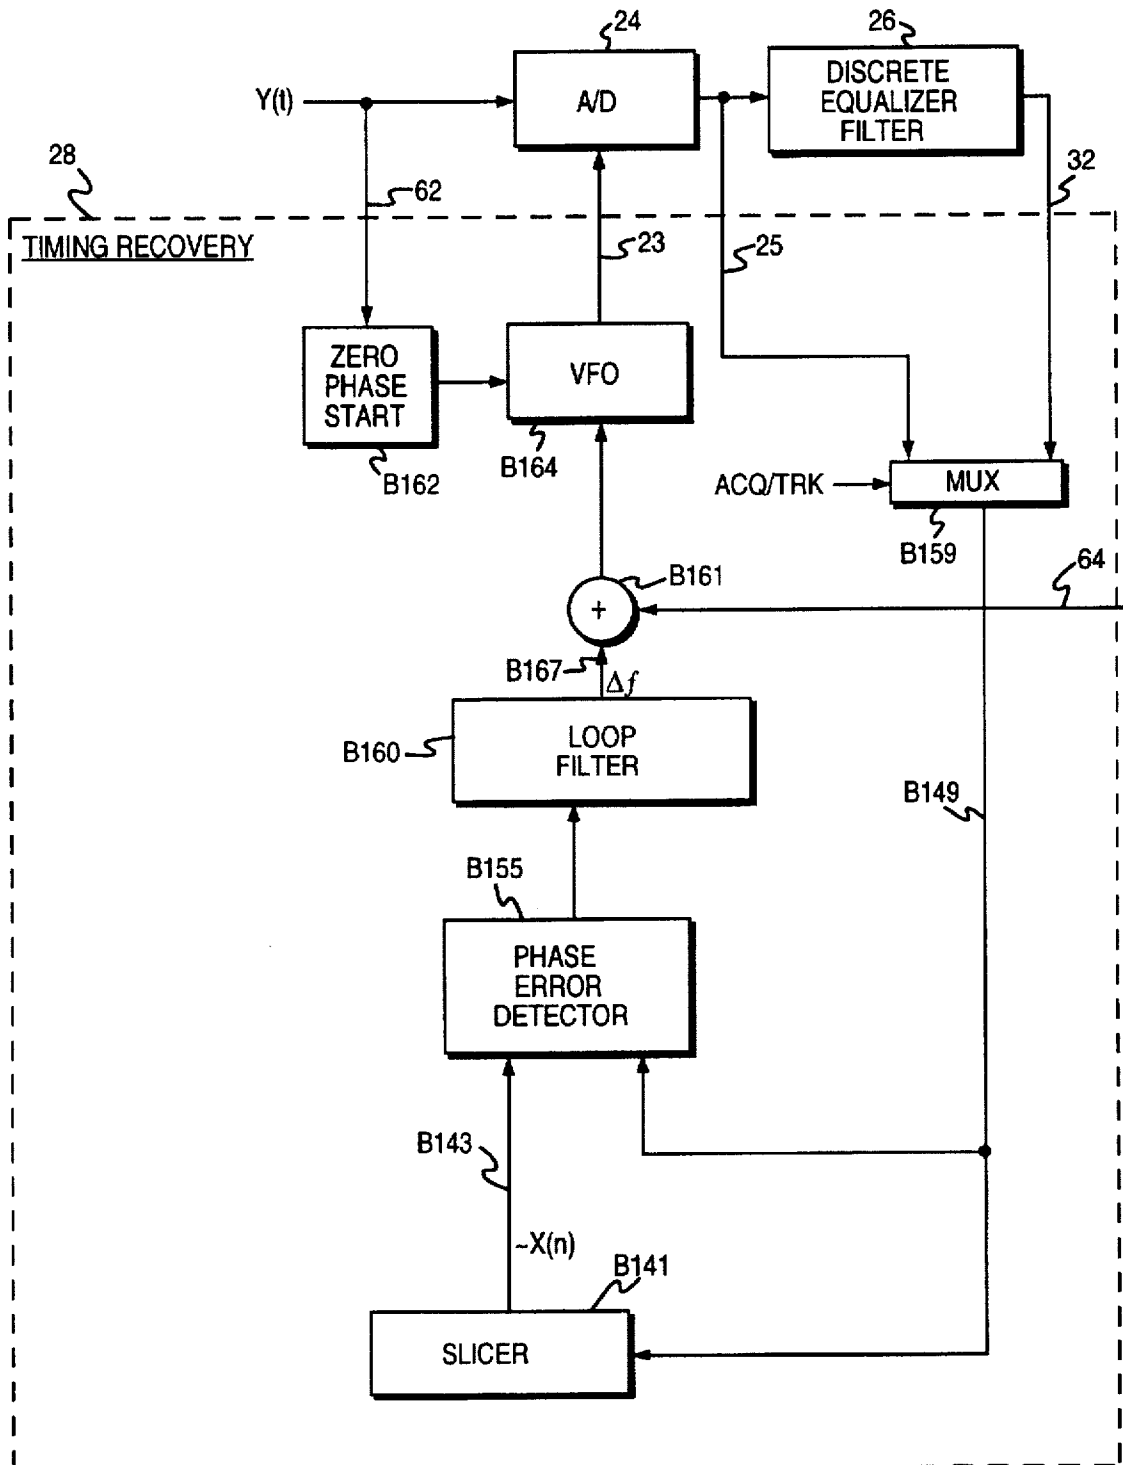 24
26
Y(t)
A/D
DISCRETE
EQUALIZER
FILTER
28
62
32
TIMING RECOVERY
23
25
ZERO
PHASE
START
VFO
B164
B162
ACQ/TRK
MUX
B159
64
B161
+
B167
Δf
B160
LOOP
FILTER
B149
B155
PHASE
ERROR
DETECTOR
B143
~X(n)
B141
SLICER